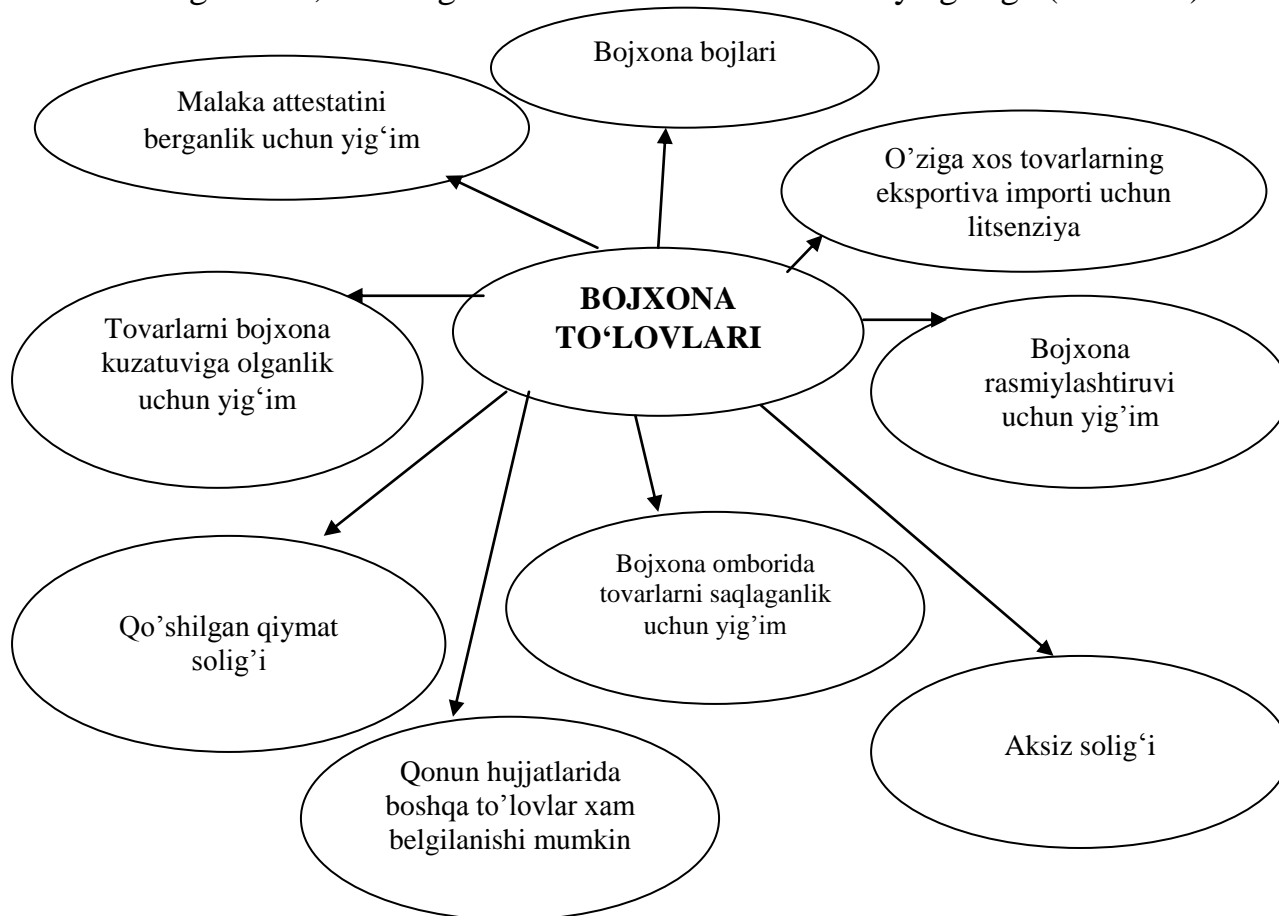 Bojxona bojlari
Malaka attestatini
berganlik uchun yig‘im
O’ziga xos tovarlarning
eksportiva importi uchun
litsenziya
BOJXONA
TO‘LOVLARI
Tovarlarni bojxona
kuzatuviga olganlik
uchun yig‘im
Bojxona
rasmiylashtiruvi
uchun yig’im
Bojxona omborida
tovarlarni saqlaganlik
uchun yig’im
Qo’shilgan qiymat
solig’i
Aksiz solig‘i
Qonun hujjatlarida
boshqa to’lovlar xam
belgilanishi mumkin